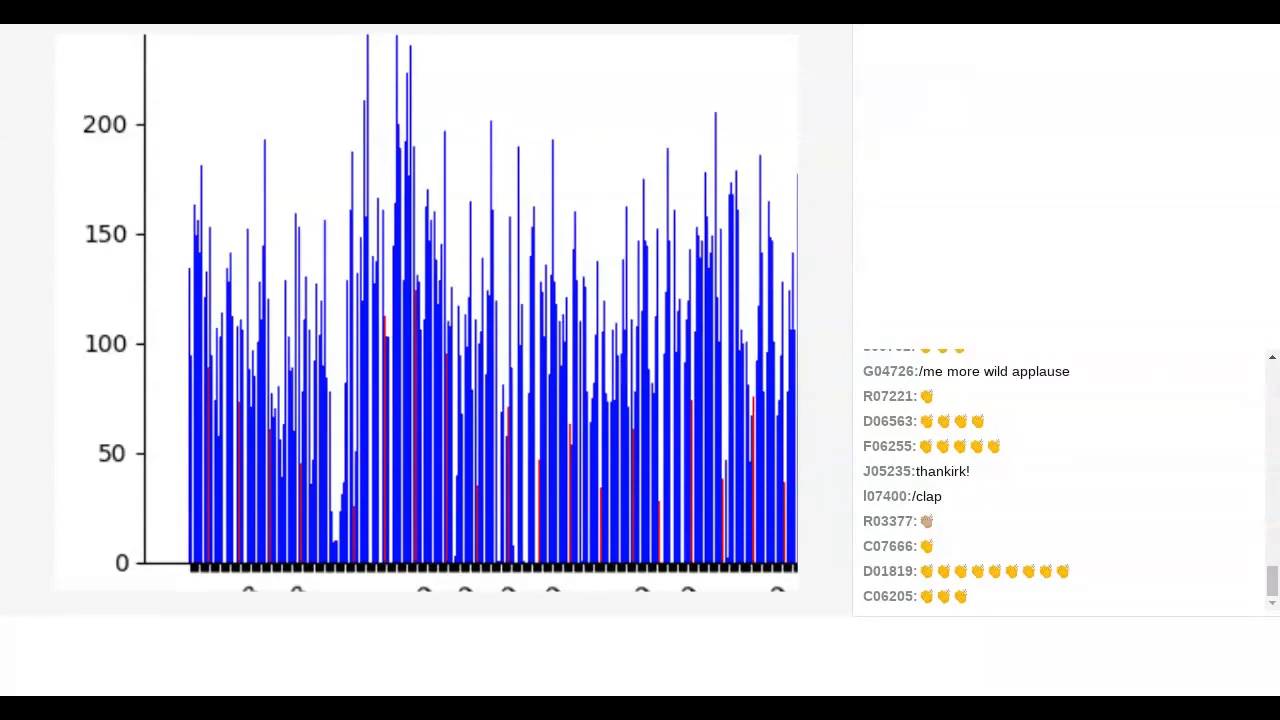 200
150
100
50
0
G04726:/me more wild applause
R07221: 👏
D06563: 👏👏👏👏
F06255: 👏👏👏👏👏
J05235:thankirk!
l07400:/clap
R03377: 👏🏽
C07666: 👏
D01819: 👏👏👏👏👏👏👏👏👏
C06205: 👏👏👏